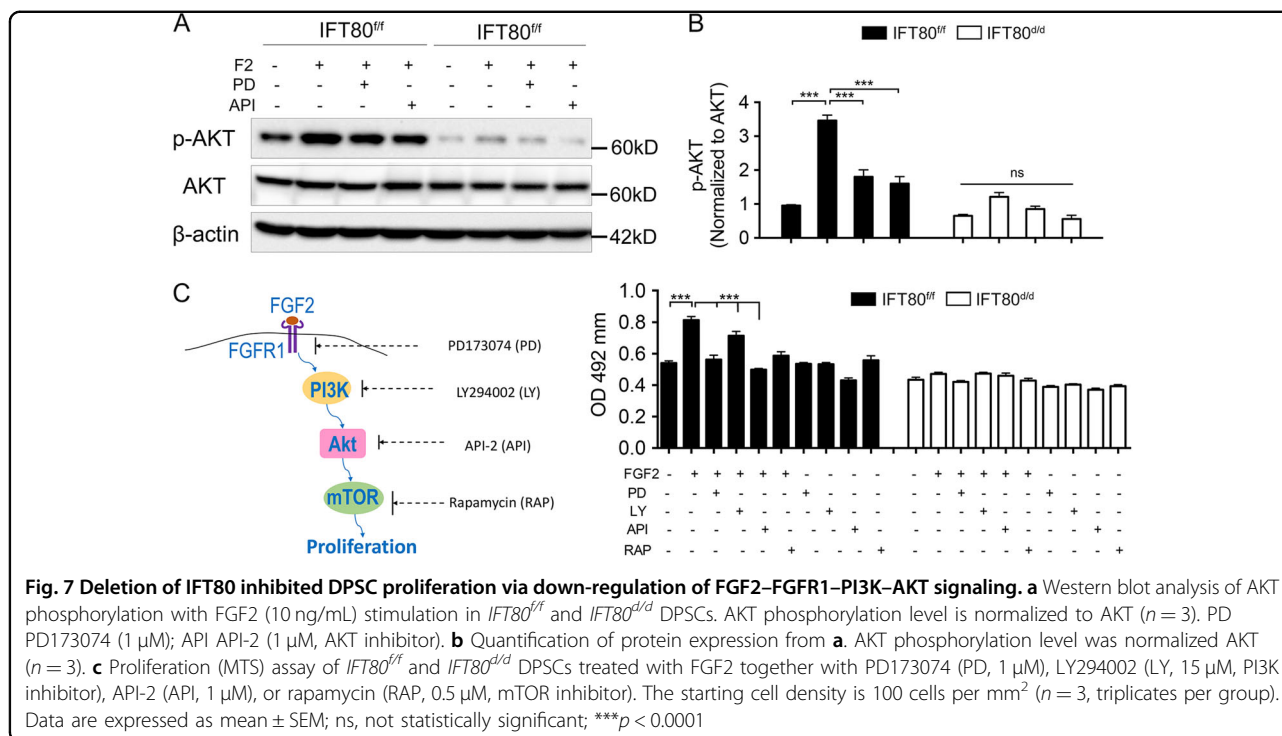 A
IFT80f/f IFT80f/f
F2 - + + + - + + +
PD - - + - - - + -
API - - - + - - - +
p-AKT 60kD
AKT 60kD
β-actin 42kD
B
IFT80f/f IFT80d/d
p-AKT
(Normalized to AKT)
6
4
2
1
0
*** *** ***
ns
C
FGF2
FGFR1
PD173074 (PD)
PI3K
LY294002 (LY)
Akt
API-2 (API)
mTOR
Rapamycin (RAP)
Proliferation
IFT80f/f IFT80d/d
OD 492 mm
1.0
0.8
0.6
0.4
0.2
0.0
*** ***
FGF2 - + + + + + - - - - - + + + + + - - - -
PD - - + - - - + - - - - - + - - - + - - -
LY - - - + - - - + - - - - - + - - - + - -
API - - - - + - - - + - - - - - + - - - + -
RAP - - - - - + - - - + - - - - - + - - - +
Fig. 7 Deletion of IFT80 inhibited DPSC proliferation via down-regulation of FGF2–FGFR1–PI3K–AKT signaling. a Western blot analysis of AKT
phosphorylation with FGF2 (10 ng/mL) stimulation in IFT80f/f and IFT80d/d DPSCs. AKT phosphorylation level is normalized to AKT (n = 3). PD
PD173074 (1 μM); API API-2 (1 μM, AKT inhibitor). b Quantification of protein expression from a. AKT phosphorylation level was normalized AKT
(n = 3). c Proliferation (MTS) assay of IFT80f/f and IFT80d/d DPSCs treated with FGF2 together with PD173074 (PD, 1 μM), LY294002 (LY, 15 μM, PI3K
inhibitor), API-2 (API, 1 μM), or rapamycin (RAP, 0.5 μM, mTOR inhibitor). The starting cell density is 100 cells per mm2 (n = 3, triplicates per group).
Data are expressed as mean ± SEM; ns, not statistically significant; ***p < 0.0001